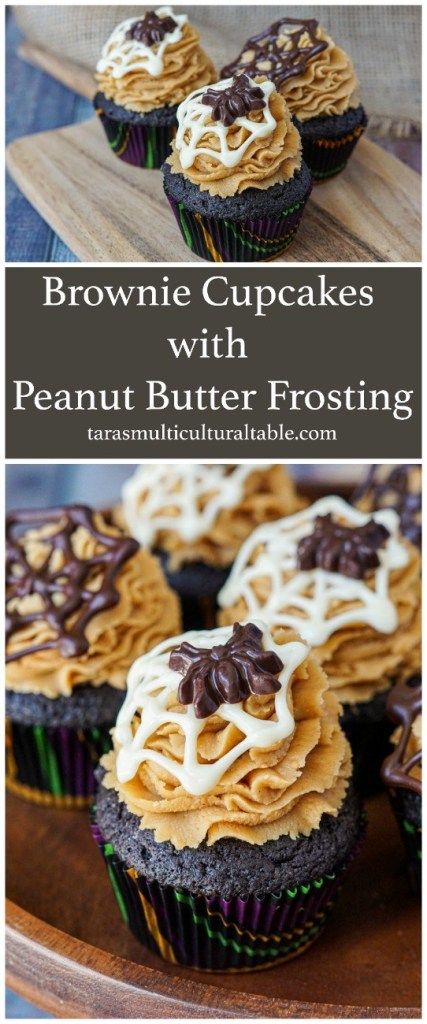 Brownie Cupcakes
with
Peanut Butter Frosting
tarasmulticulturaltable.com